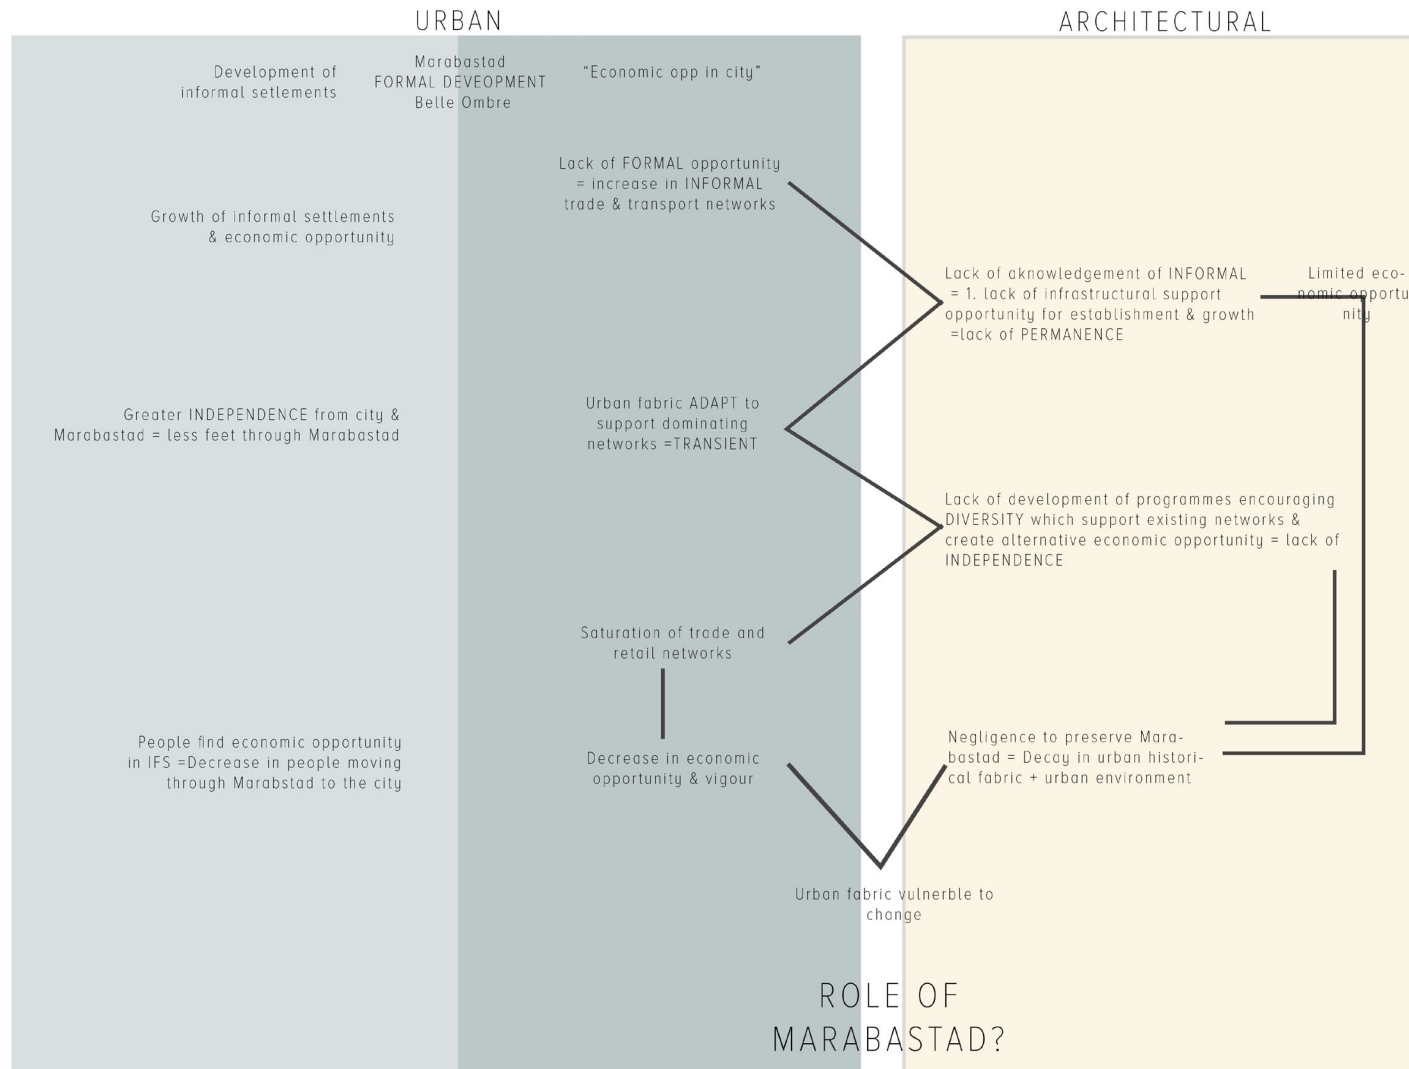 URBAN
ARCHITECTURAL
Development of
informal setlements
Marabastad
FORMAL DEVEOPMENT
Belle Ombre
“Economic opp in city”
Lack of FORMAL opportunity
= increase in INFORMAL
trade & transport networks
Growth of informal settlements
& economic opportunity
Lack of aknowledgement of INFORMAL
= 1. lack of infrastructural support
opportunity for establishment & growth
=lack of PERMANENCE
Limited eco-
nomic opportu
nity
Greater INDEPENDENCE from city &
Marabastad = less feet through Marabastad
Urban fabric ADAPT to
support dominating
networks =TRANSIENT
Lack of development of programmes encouraging
DIVERSITY which support existing networks &
create alternative economic opportunity = lack of
INDEPENDENCE
Saturation of trade and
retail networks
People find economic opportunity
in IFS =Decrease in people moving
through Marabstad to the city
Decrease in economic
opportunity & vigour
Negligence to preserve Mara-
bastad = Decay in urban histori-
cal fabric + urban environment
Urban fabric vulnerble to
change
ROLE OF
MARABASTAD?